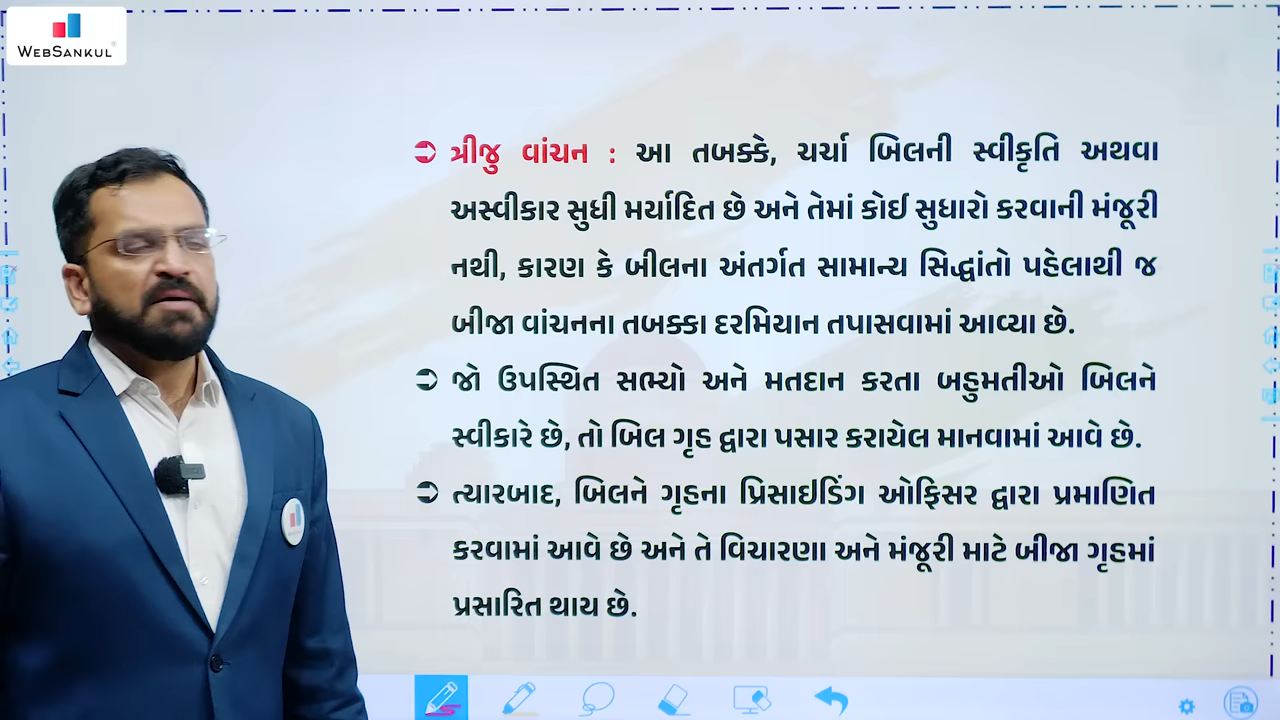 WEBSANKUL
ત્રીજુ વાંચન : આ તબક્કે, ચર્ચા બિલની સ્વીકૃતિ અથવા
અસ્વીકાર સુધી મર્યાદિત છે અને તેમાં કોઈ સુધારો કરવાની મંજૂરી
નથી, કારણ કે બીલના અંતર્ગત સામાન્ય સિદ્ધાંતો પહેલાથી જ
બીજા વાંચનના તબક્કા દરમિયાન તપાસવામાં આવ્યા છે.
જો ઉપસ્થિત સભ્યો અને મતદાન કરતા બહુમતીઓ બિલને
સ્વીકારે છે, તો બિલ ગૃહ દ્વારા પસાર કરાયેલ માનવામાં આવે છે.
ત્યારબાદ, બિલને ગૃહના પ્રિસાઇડિંગ ઓફિસર દ્વારા પ્રમાણિત
કરવામાં આવે છે અને તે વિચારણા અને મંજૂરી માટે બીજા ગૃહમાં
પ્રસારિત થાય છે.